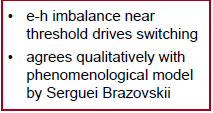 • e-h imbalance near
threshold drives switching
• agrees qualitatively with
phenomenological model
by Serguei Brazovskii